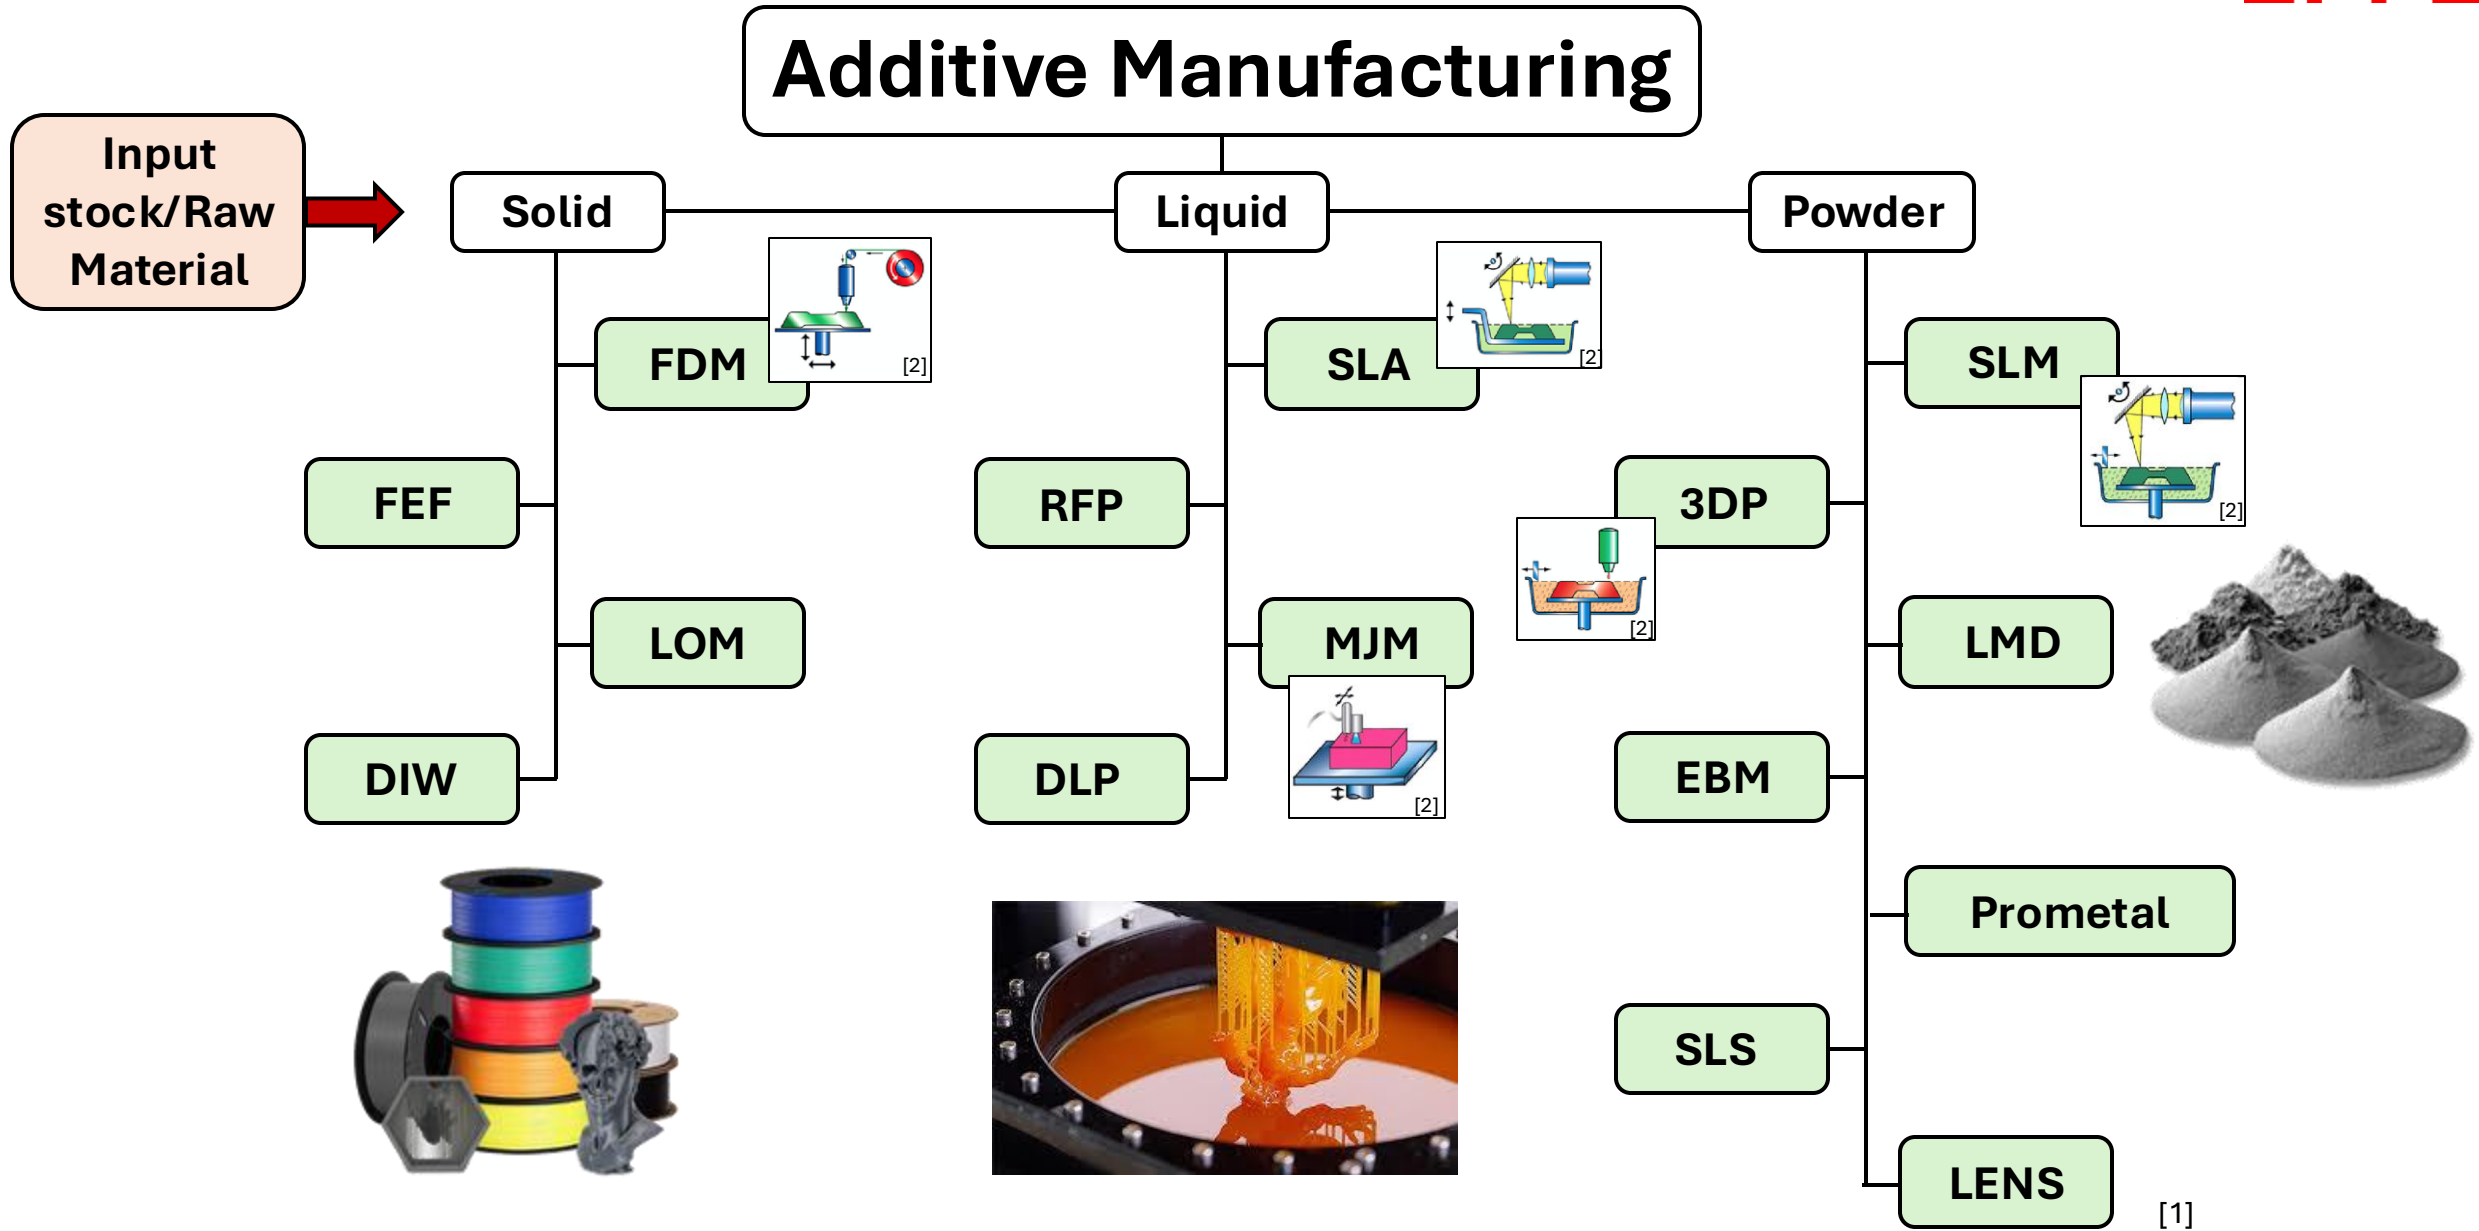 Additive Manufacturing
Input
stock/Raw
Material
Solid
Liquid
Powder
FDM
[2]
FEF
LOM
DIW
SLA
[2]
RFP
MJM
[2]
DLP
SLM
[2]
3DP
[2]
LMD
EBM
Prometal
SLS
LENS
[1]